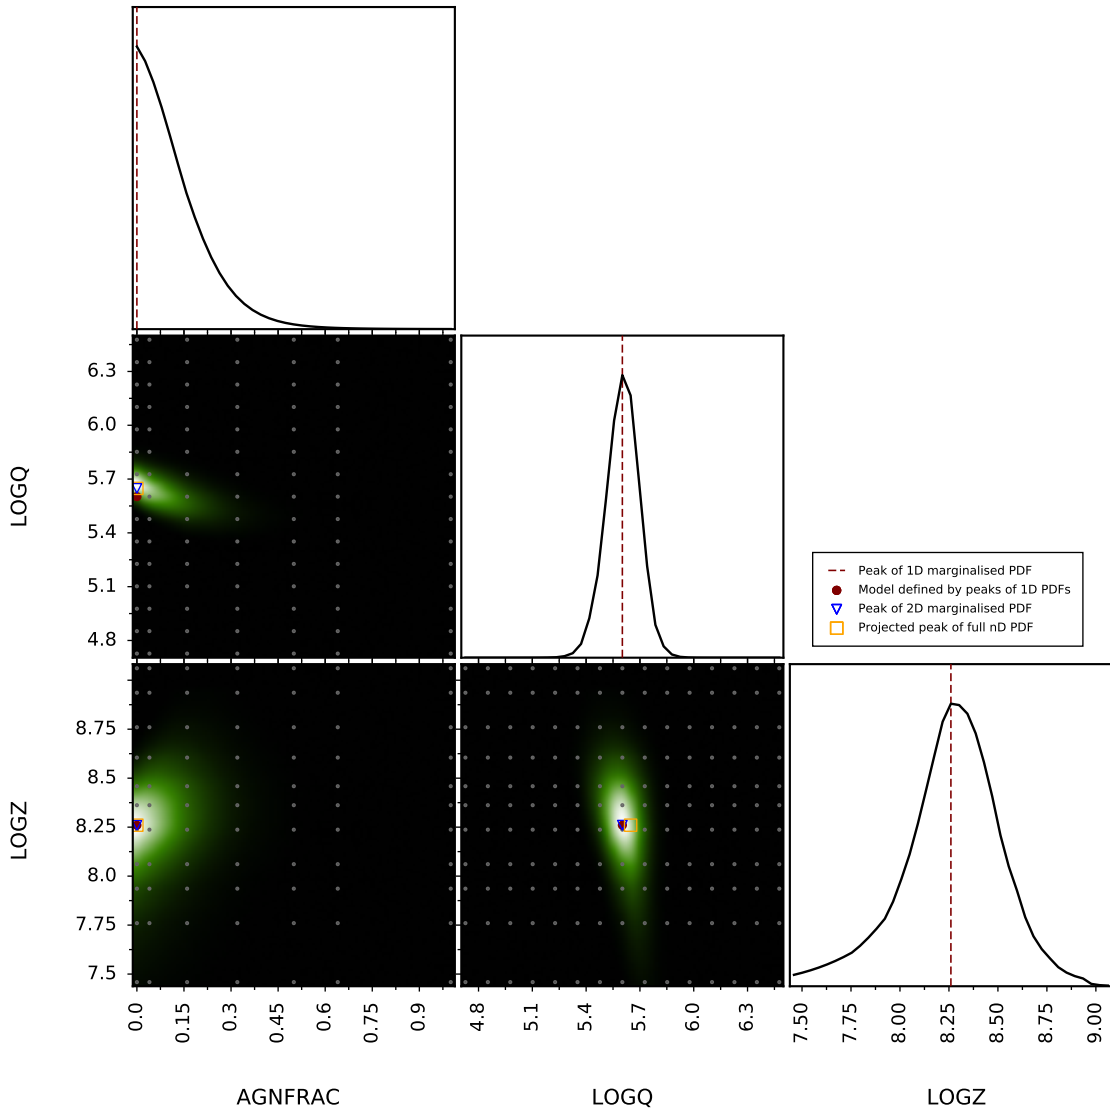 6.3
6.0
5.7
5.4
5.1
4.8
LOGQ
Peak of 1D marginalised PDF
Model defined by peaks of 1D PDFs
Peak of 2D marginalised PDF
Projected peak of full nD PDF
8.75
8.5
8.25
8.0
7.75
7.5
LOGZ
0.0 0.15 0.3 0.45 0.6 0.75 0.9
4.8 5.1 5.4 5.7 6.0 6.3
7.50 7.75 8.00 8.25 8.50 8.75 9.00
AGNFRAC LOGQ LOGZ